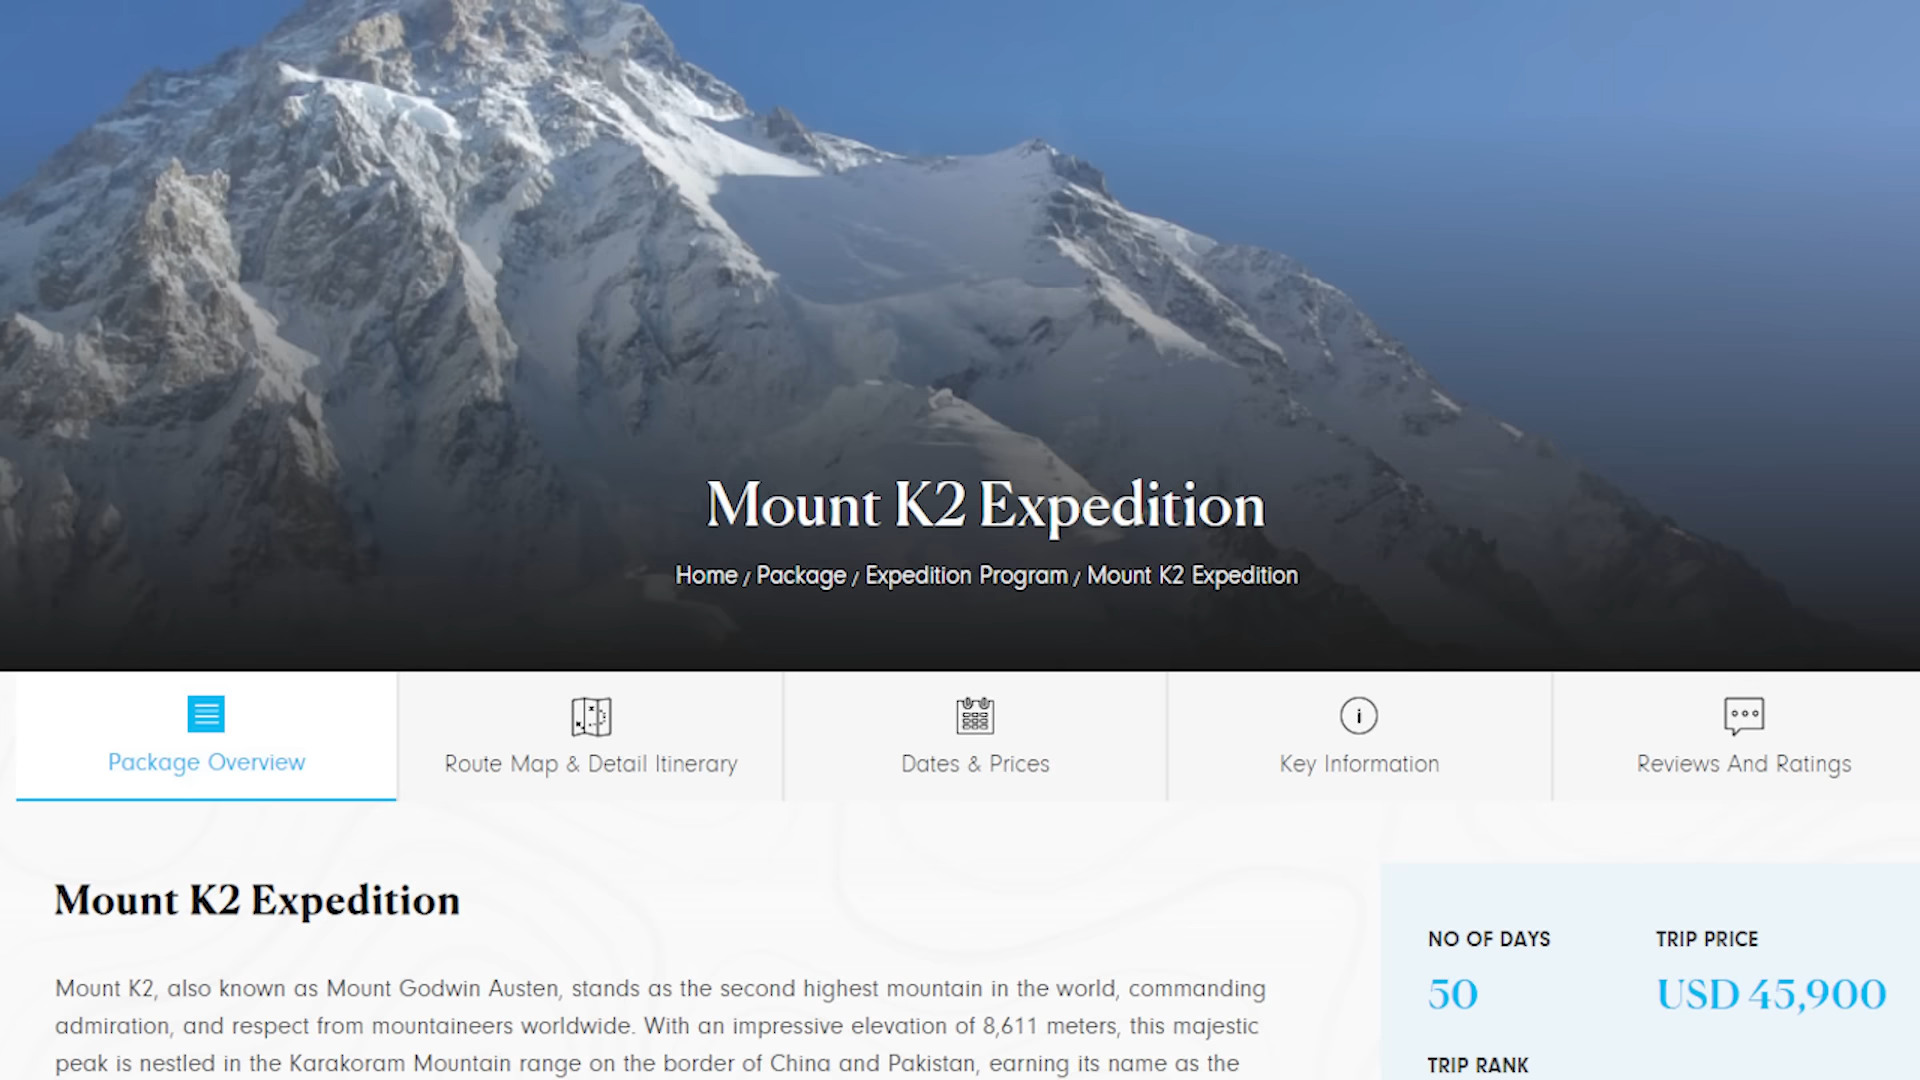 Mount K2 Expedition
Home / Package / Expedition Program / Mount K2 Expedition
Package Overview
Route Map & Detail Itinerary
Dates & Prices
Key Information
Reviews And Ratings
Mount K2 Expedition
Mount K2, also known as Mount Godwin Austen, stands as the second highest mountain in the world, commanding
admiration, and respect from mountaineers worldwide. With an impressive elevation of 8,611 meters, this majestic
peak is nestled in the Karakoram Mountain range on the border of China and Pakistan, earning its name as the
NO OF DAYS
50
TRIP PRICE
USD 45,900
TRIP RANK